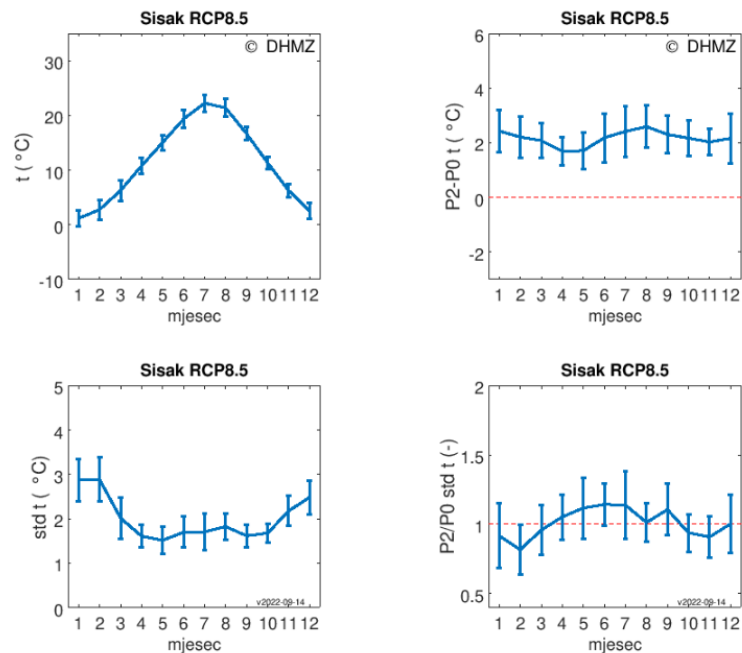 Sisak RCP8.5
© DHMZ
t ( °C)
30
20
10
0
-10
1 2 3 4 5 6 7 8 9 10 11 12
mjesec
Sisak RCP8.5
© DHMZ
P2-P0 t ( °C)
6
4
2
0
-2
1 2 3 4 5 6 7 8 9 10 11 12
mjesec
Sisak RCP8.5
std t ( °C)
5
4
3
2
1
0
v2022-09-14
1 2 3 4 5 6 7 8 9 10 11 12
mjesec
Sisak RCP8.5
P2/P0 std t (-)
2
1.5
1
0.5
v2022-09-14
1 2 3 4 5 6 7 8 9 10 11 12
mjesec